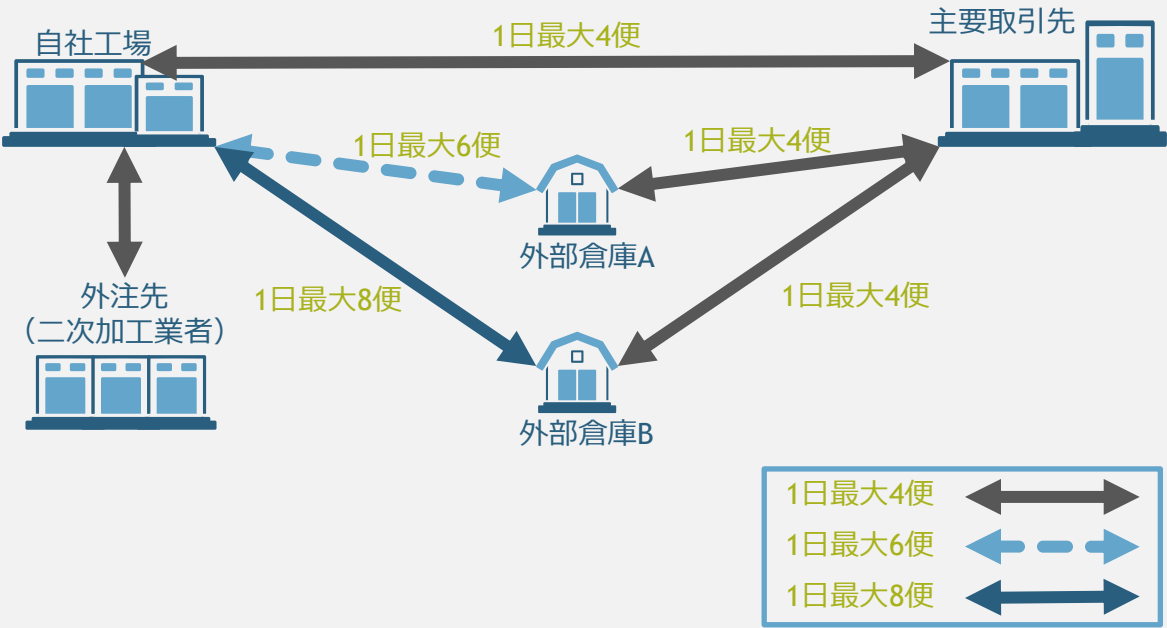 自社工場
1日最大4便
主要取引先
1日最大6便
1日最大4便
外部倉庫A
外注先
（二次加工業者）
1日最大8便
1日最大4便
外部倉庫B
1日最大4便
1日最大6便
1日最大8便